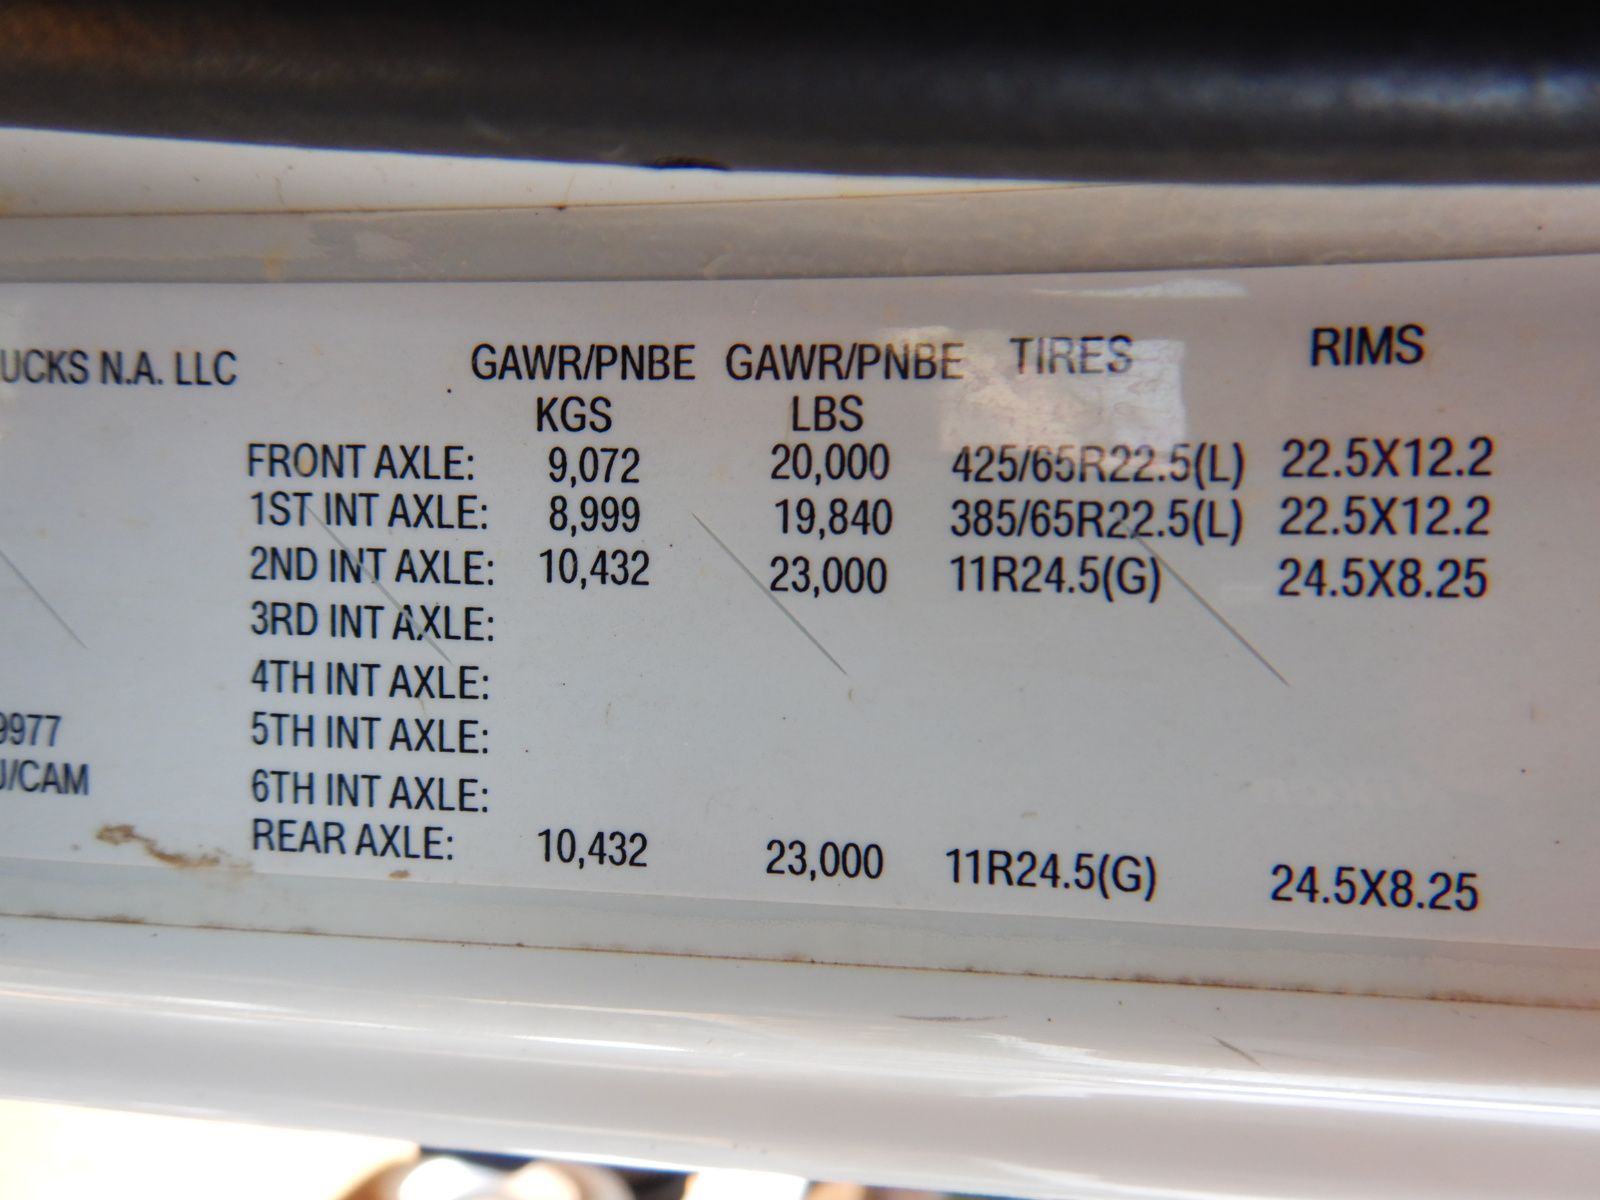 UCKS N.A. LLC GAWR/PNBE GAWR/PNBE TIRES RIMS
KGS LBS
FRONT AXLE: 9,072 20,000 425/65R22.5(L) 22.5X12.2
1ST INT AXLE: 8,999 19,840 385/65R22.5(L) 22.5X12.2
2ND INT AXLE: 10,432 23,000 11R24.5(G) 24.5X8.25
3RD INT AXLE:
4TH INT AXLE:
9977 5TH INT AXLE:
/CAM 6TH INT AXLE:
REAR AXLE: 10,432 23,000 11R24.5(G) 24.5X8.25